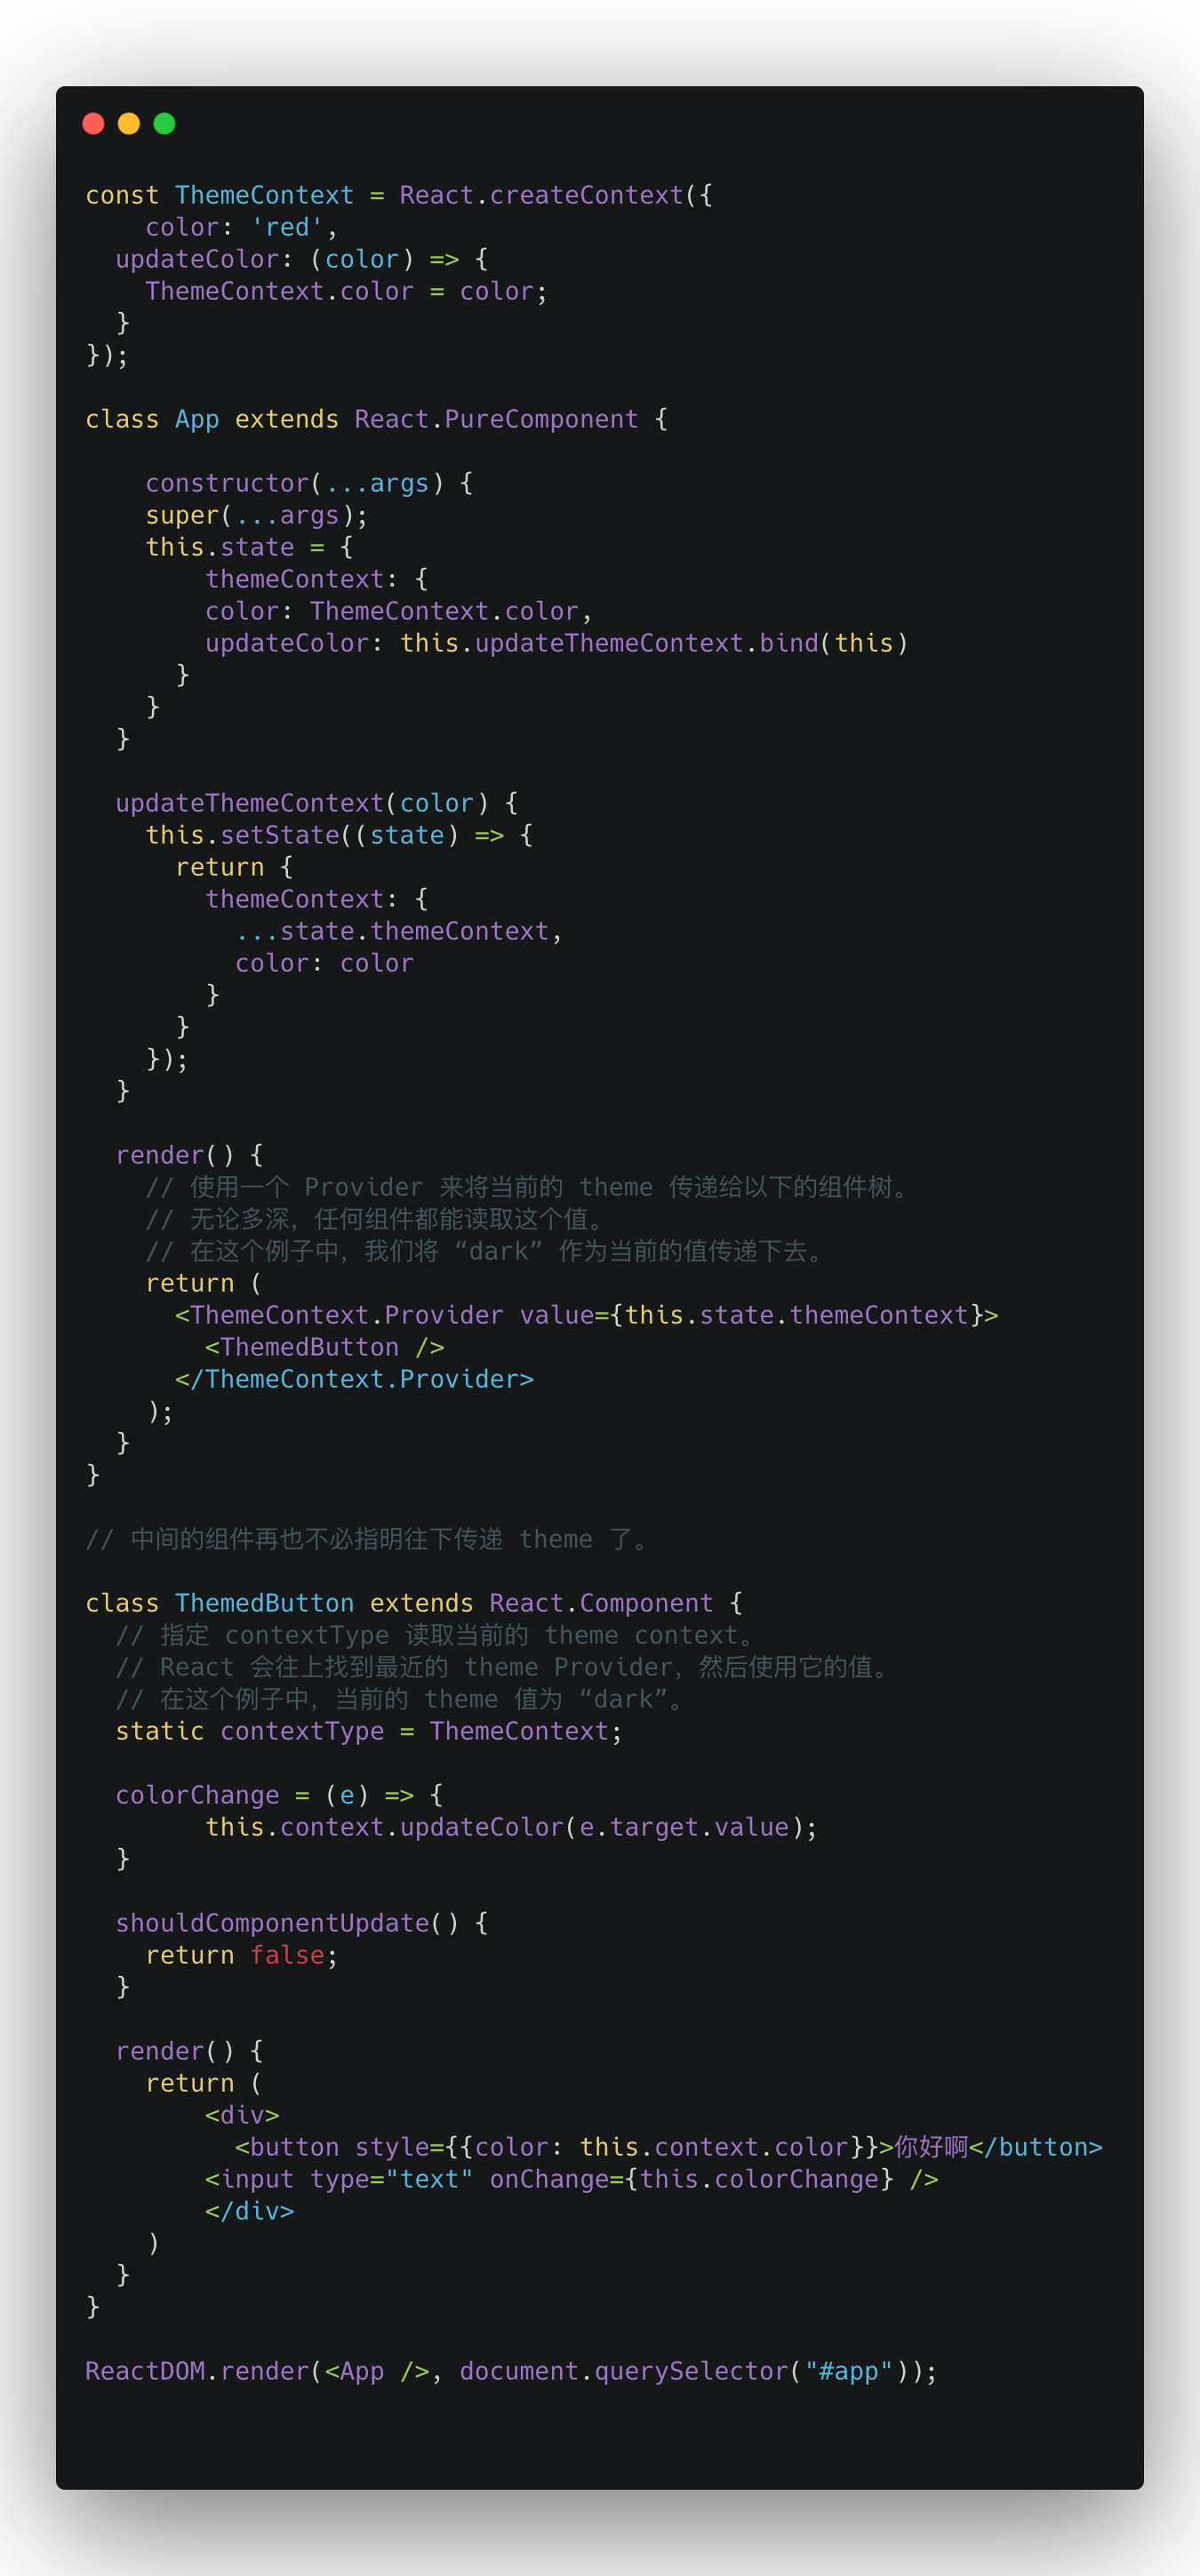 const ThemeContext = React.createContext({
    color: 'red',
  updateColor: (color) => {
    ThemeContext.color = color;
  }
});

class App extends React.PureComponent {

    constructor(...args) {
    super(...args);
    this.state = {
        themeContext: {
        color: ThemeContext.color,
        updateColor: this.updateThemeContext.bind(this)
      }
    }
  }

  updateThemeContext(color) {
    this.setState((state) => {
      return {
        themeContext: {
          ...state.themeContext,
          color: color
        }
      }
    });
  }

  render() {
    // 使用一个 Provider 来将当前的 theme 传递给以下的组件树。
    // 无论多深，任何组件都能读取这个值。
    // 在这个例子中，我们将 “dark” 作为当前的值传递下去。
    return (
      <ThemeContext.Provider value={this.state.themeContext}>
        <ThemedButton />
      </ThemeContext.Provider>
    );
  }
}

// 中间的组件再也不必指明往下传递 theme 了。

class ThemedButton extends React.Component {
  // 指定 contextType 读取当前的 theme context。
  // React 会往上找到最近的 theme Provider，然后使用它的值。
  // 在这个例子中，当前的 theme 值为 “dark”。
  static contextType = ThemeContext;

  colorChange = (e) => {
        this.context.updateColor(e.target.value);
  }

  shouldComponentUpdate() {
    return false;
  }

  render() {
    return (
        <div>
          <button style={{color: this.context.color}}>你好啊</button>
        <input type="text" onChange={this.colorChange} />
        </div>
    )
  }
}

ReactDOM.render(<App />, document.querySelector("#app"));